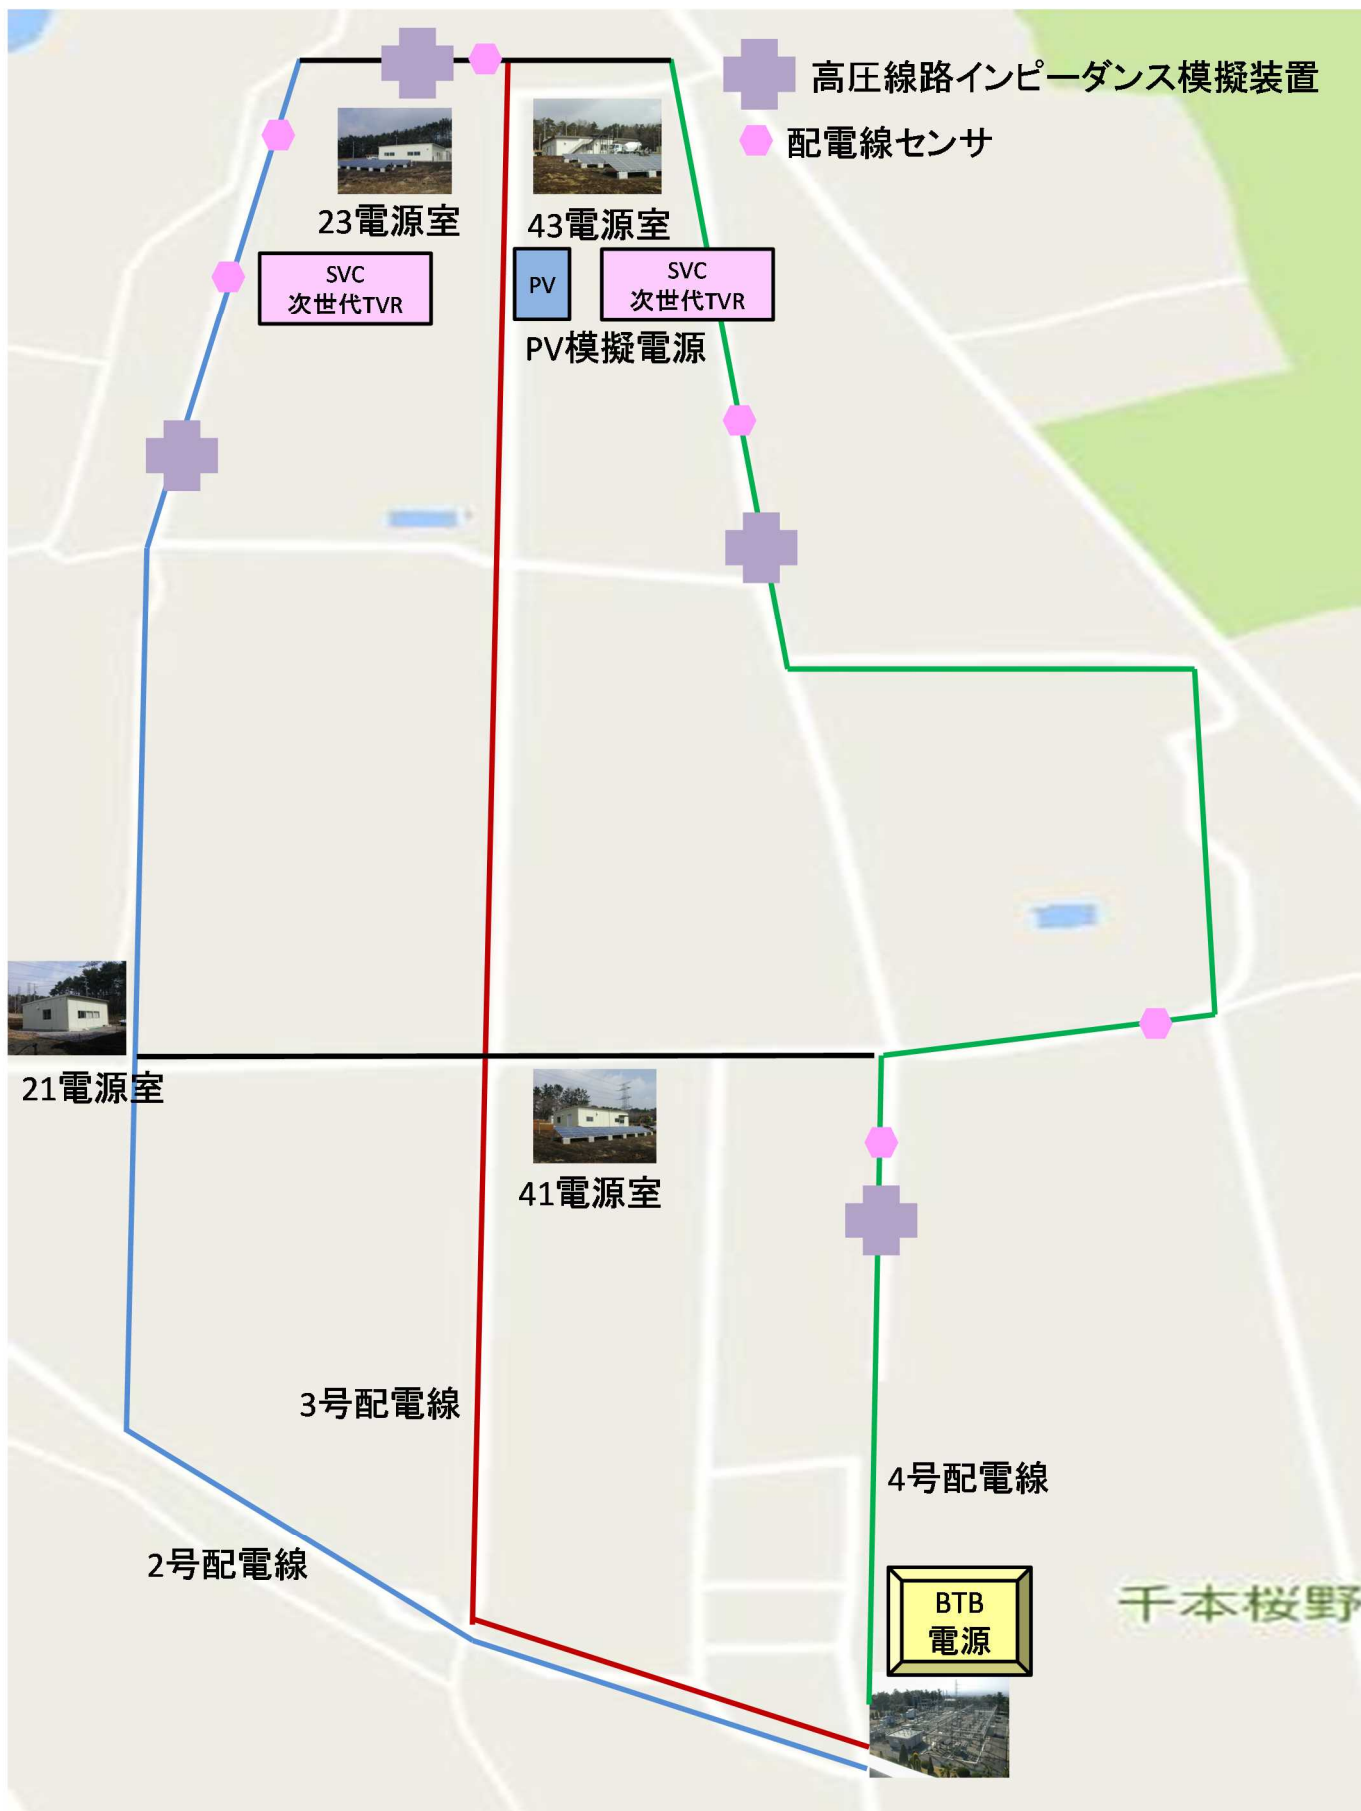 高圧線路インピーダンス模擬装置
配電線センサ
23電源室
43電源室
SVC
次世代TVR
PV
SVC
次世代TVR
PV模擬電源
21電源室
41電源室
3号配電線
4号配電線
2号配電線
BTB
電源
千本桜野